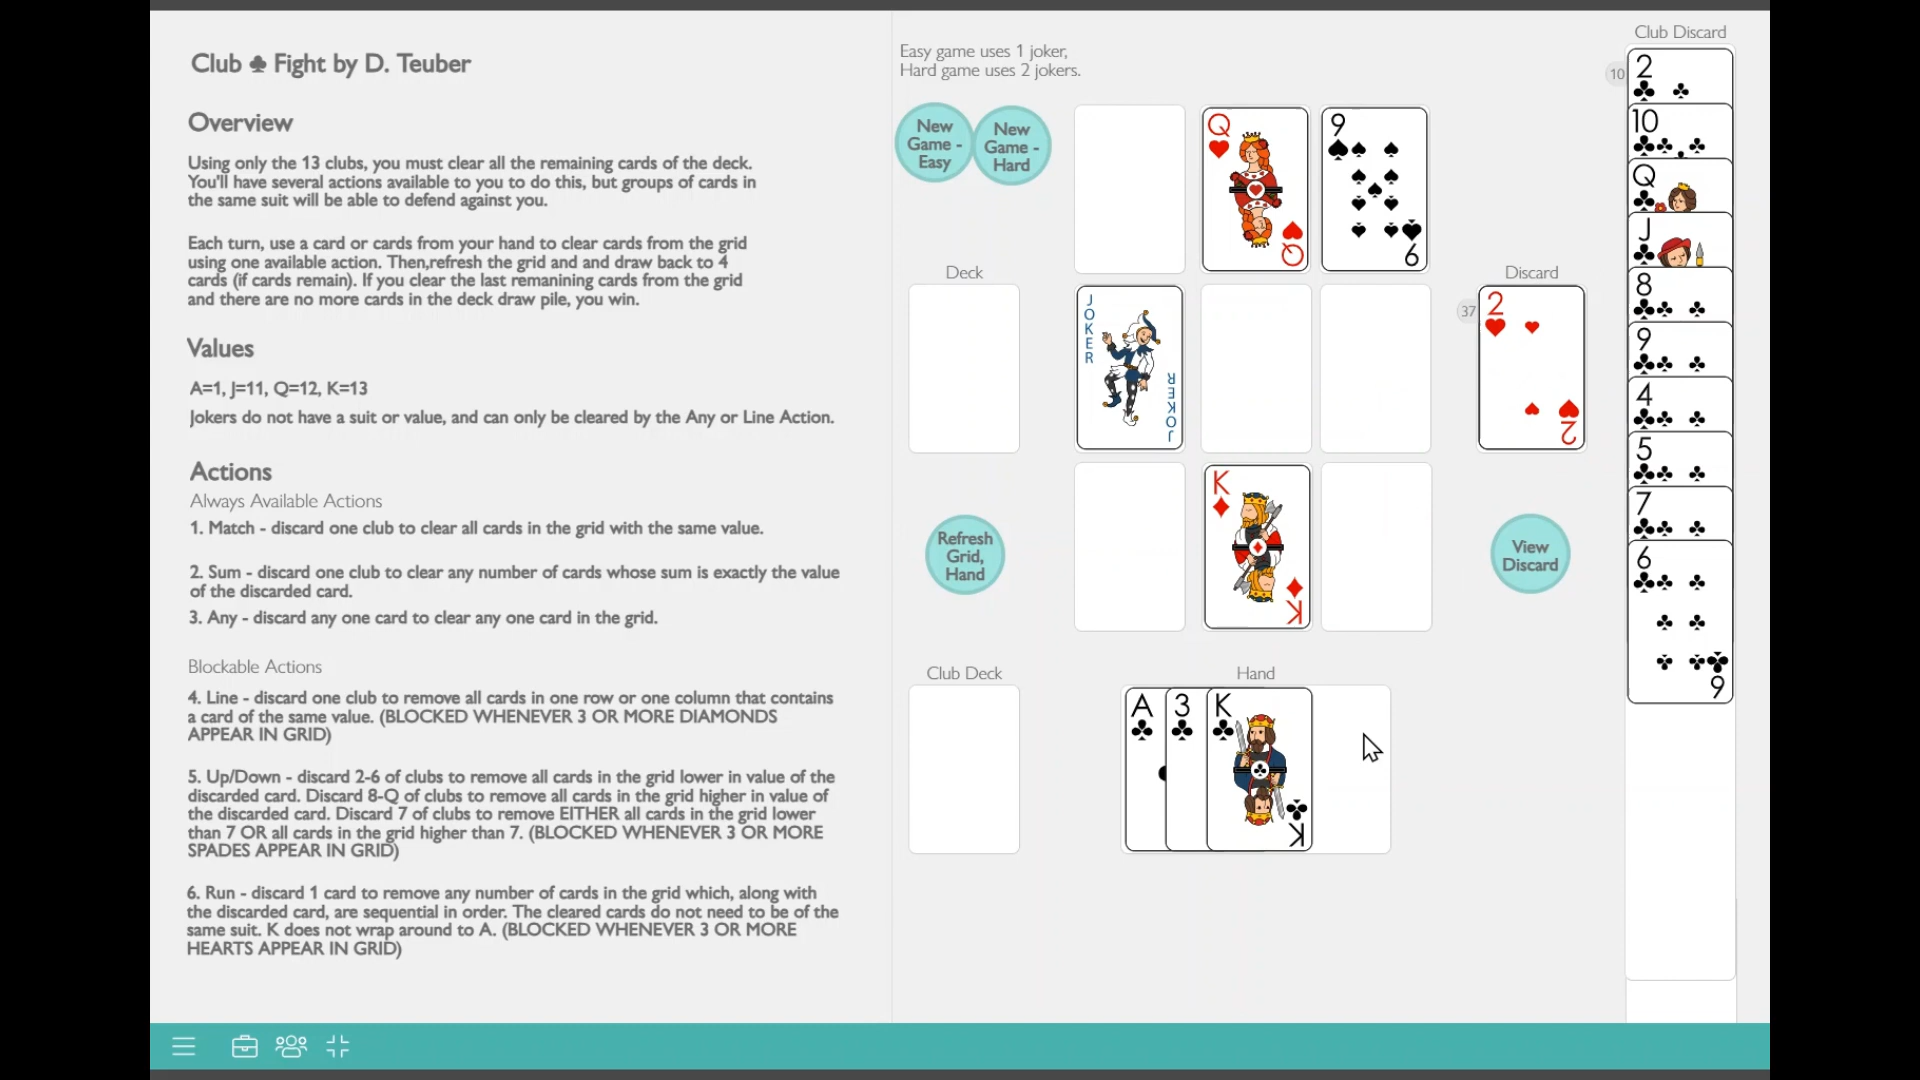 Club ♣ Fight by D. Teuber
Overview
Using only the 13 clubs, you must clear all the remaining cards of the deck.
You'll have several actions available to you to do this, but groups of cards in
the same suit will be able to defend against you.
Each turn, use a card or cards from your hand to clear cards from the grid
using one available action. Then,refresh the grid and and draw back to 4
cards (if cards remain). If you clear the last remanining cards from the grid
and there are no more cards in the deck draw pile, you win.
Values
A=1, J=11, Q=12, K=13
Jokers do not have a suit or value, and can only be cleared by the Any or Line Action.
Actions
Always Available Actions
1. Match - discard one club to clear all cards in the grid with the same value.
2. Sum - discard one club to clear any number of cards whose sum is exactly the value
of the discarded card.
3. Any - discard any one card to clear any one card in the grid.
Blockable Actions
4. Line - discard one club to remove all cards in one row or one column that contains
a card of the same value. (BLOCKED WHENEVER 3 OR MORE DIAMONDS
APPEAR IN GRID)
5. Up/Down - discard 2-6 of clubs to remove all cards in the grid lower in value of the
discarded card. Discard 8-Q of clubs to remove all cards in the grid higher in value of
the discarded card. Discard 7 of clubs to remove EITHER all cards in the grid lower
than 7 OR all cards in the grid higher than 7. (BLOCKED WHENEVER 3 OR MORE
SPADES APPEAR IN GRID)
6. Run - discard 1 card to remove any number of cards in the grid which, along with
the discarded card, are sequential in order. The cleared cards do not need to be of the
same suit. K does not wrap around to A. (BLOCKED WHENEVER 3 OR MORE
HEARTS APPEAR IN GRID)
Easy game uses 1 joker,
Hard game uses 2 jokers.
New
Game -
Easy
New
Game -
Hard
Q
Q
9
9
Deck
JOKER
JOKER
Discard
37
2
2
Refresh
Grid,
Hand
K
K
View
Discard
Club Deck
Hand
A
3
K
K
Club Discard
10
2
10
Q
J
8
9
4
5
7
6
6